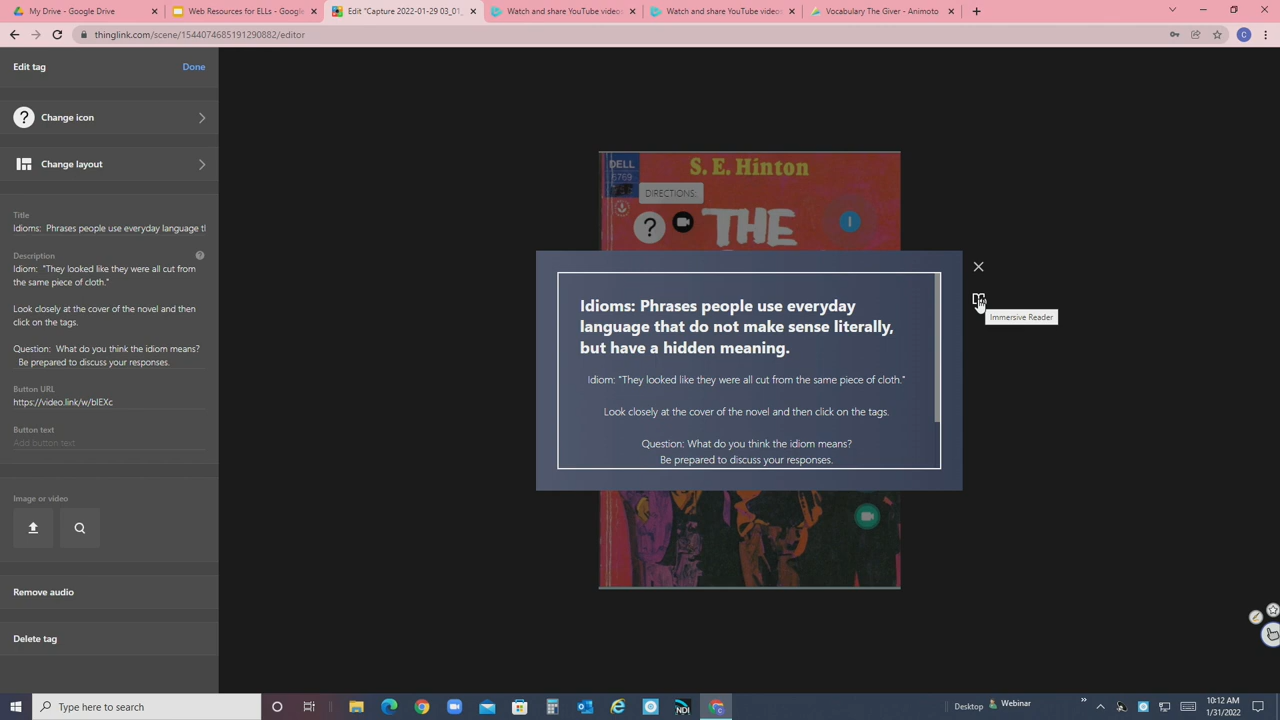 My Drive - Google Drive
Web Resources for ELLs - Google
Edit "Capture 2022-01-29 03_01_
Watch and share YouTube video
Watch and share YouTube video
Vocabulary The Giver - Animoto
thinglink.com/scene/1544074685191290882/editor
C
Edit tag
Done
Change icon
Change layout
Title
Idioms: Phrases people use everyday language t
Description
Idiom: "They looked like they were all cut from
the same piece of cloth."
Look closely at the cover of the novel and then
click on the tags.
Question: What do you think the idiom means?
Be prepared to discuss your responses.
Button URL
https://video.link/w/blEXc
Button text
Add button text
Image or video
Remove audio
Delete tag
DELL
6769
S. E. Hinton
DIRECTIONS:
?
THE
Idioms: Phrases people use everyday
language that do not make sense literally,
but have a hidden meaning.
Idiom: "They looked like they were all cut from the same piece of cloth."
Look closely at the cover of the novel and then click on the tags.
Question: What do you think the idiom means?
Be prepared to discuss your responses.
Immersive Reader
Type here to search
NDI
Desktop
Webinar
10:12 AM
1/31/2022